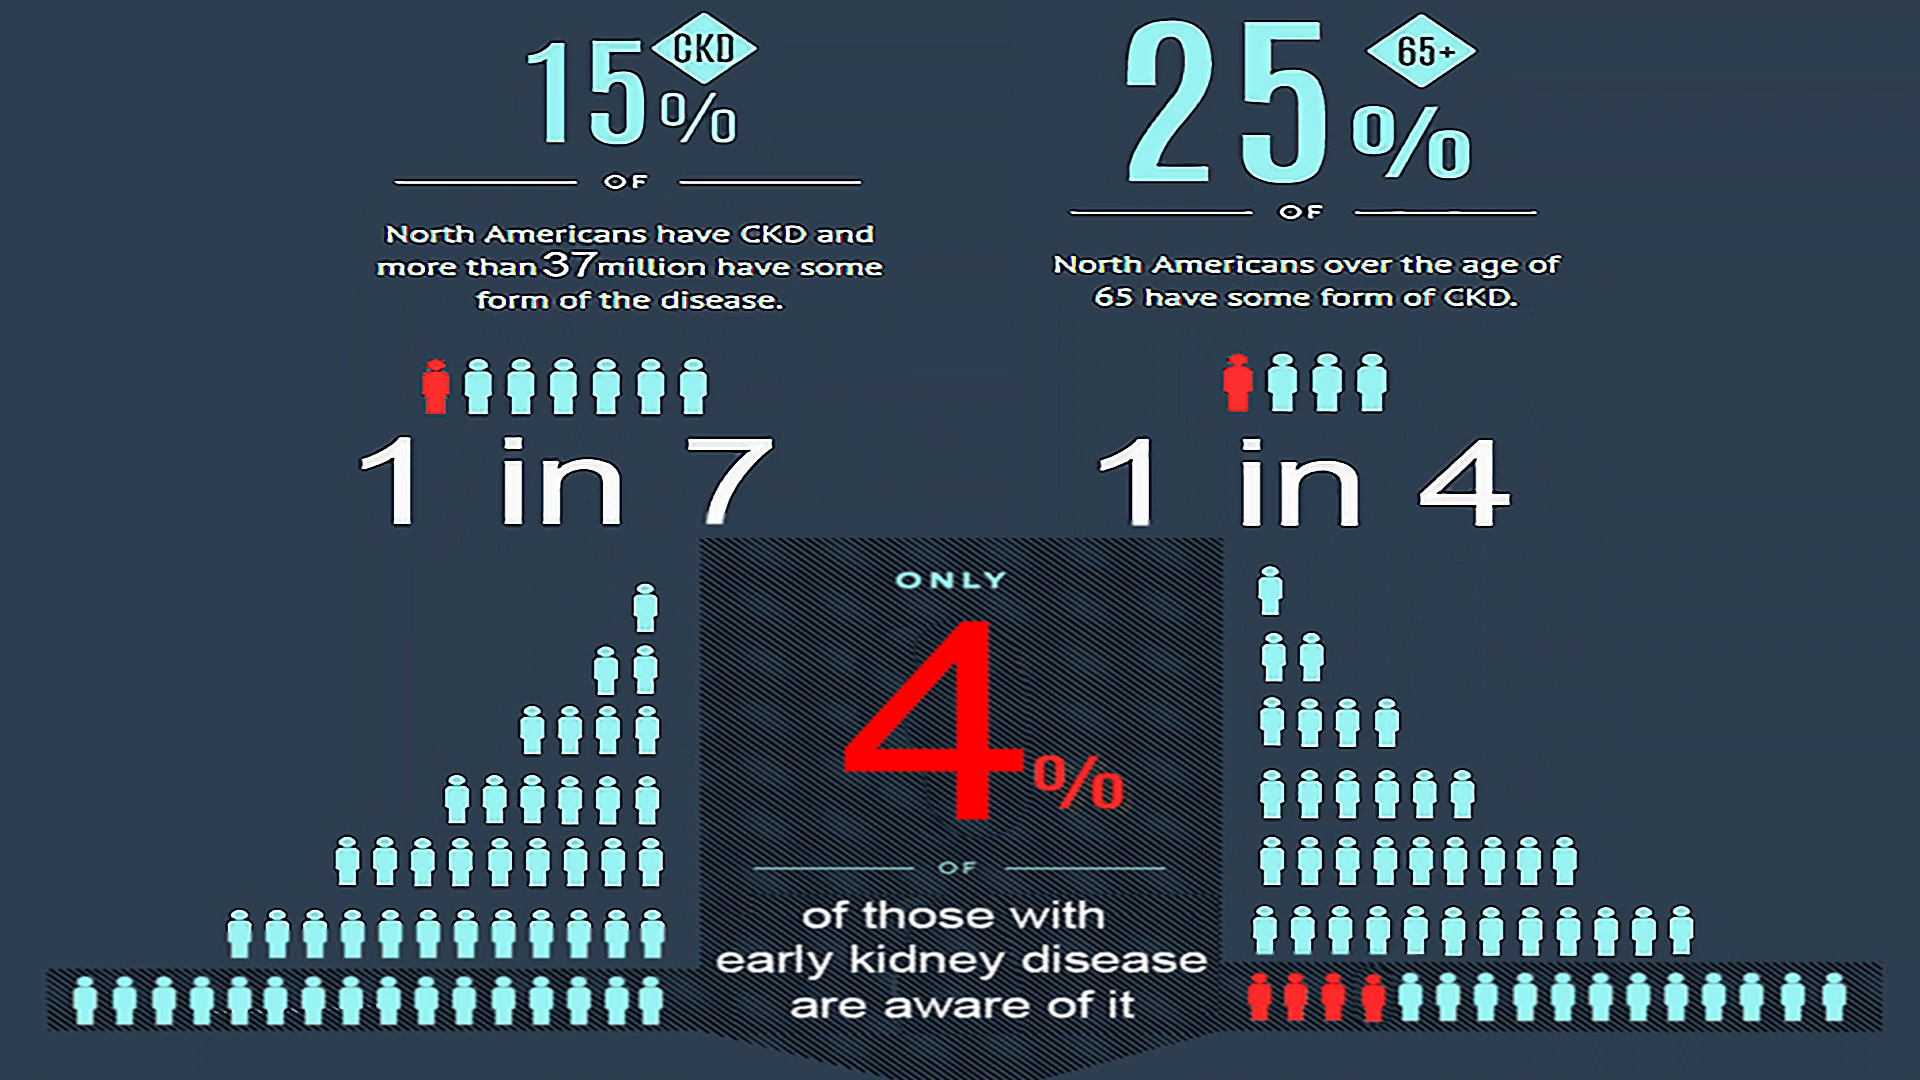 15%
CKD
OF
North Americans have CKD and
more than 37million have some
form of the disease.
1 in 7
25%
65+
OF
North Americans over the age of
65 have some form of CKD.
1 in 4
ONLY
4%
OF
of those with
early kidney disease
are aware of it